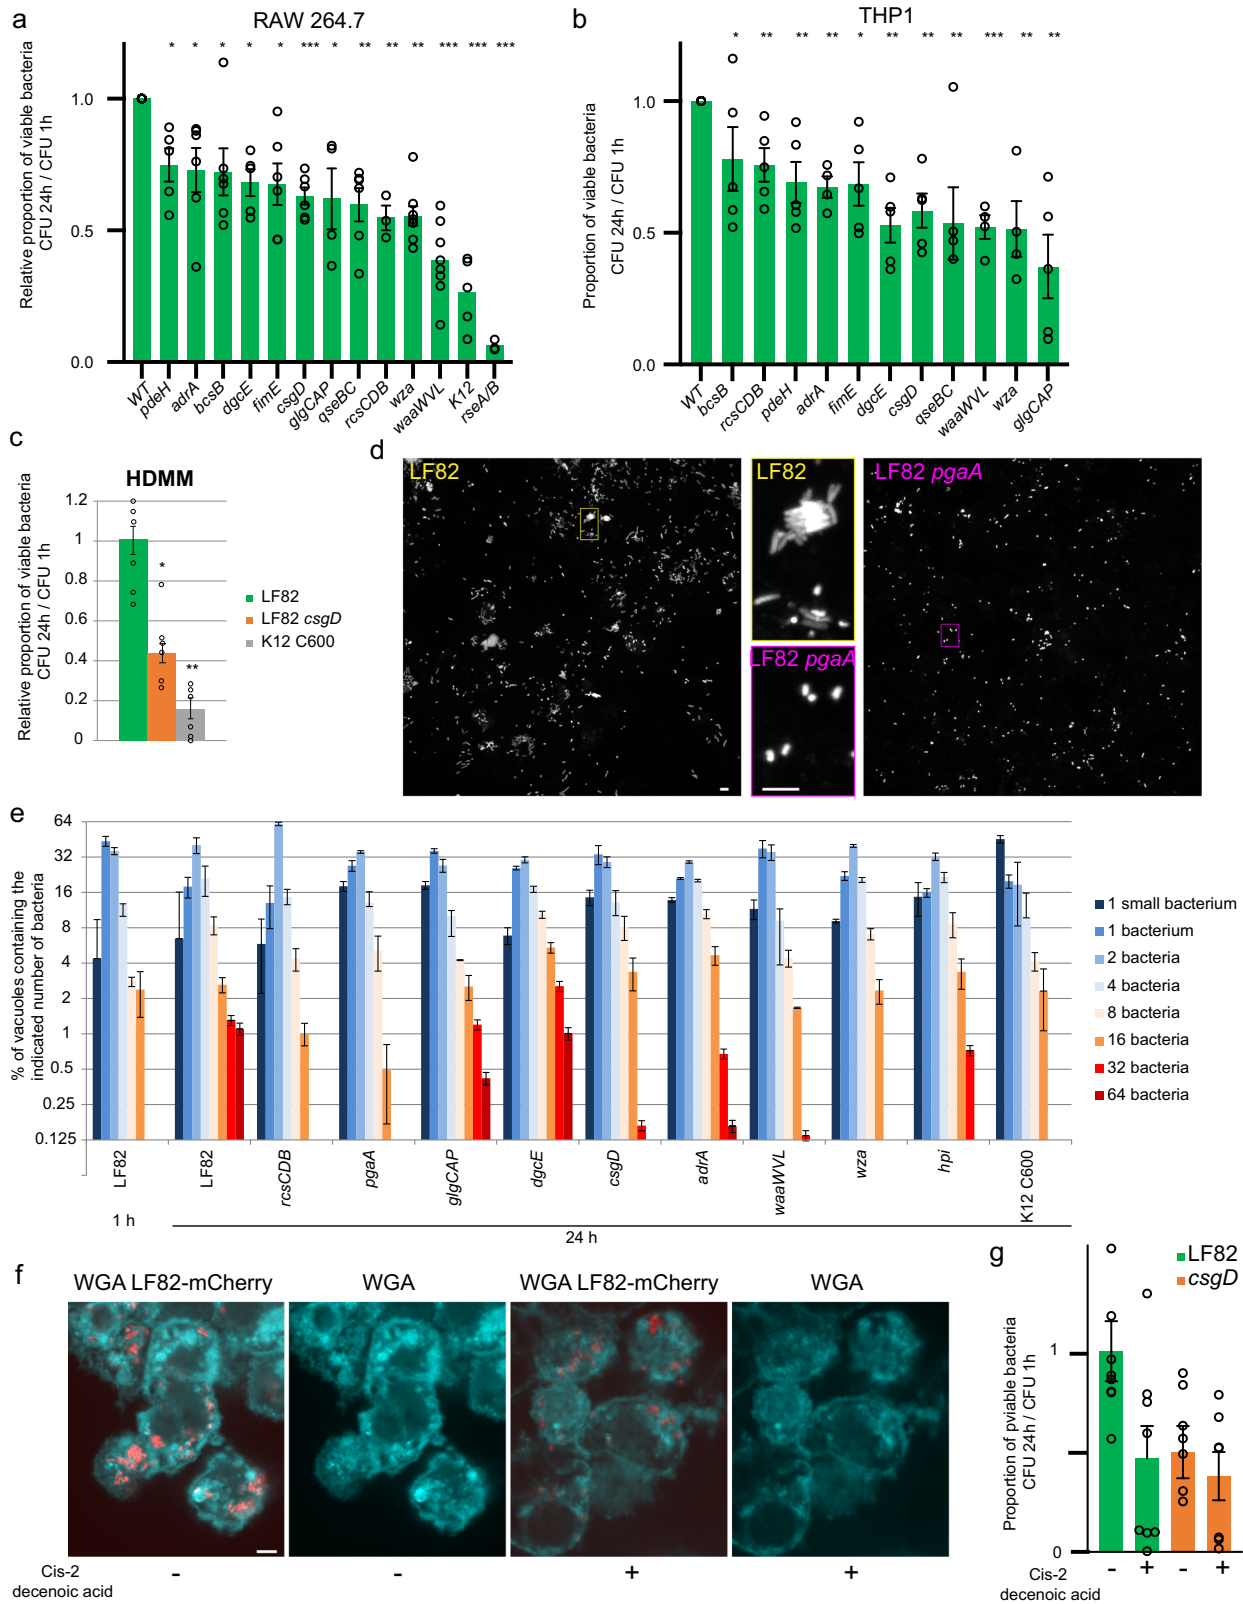 a
RAW 264.7
* * * * * *** * ** ** ** *** *** ***
Relative proportion of viable bacteria
CFU 24h / CFU 1h
1.0
0.5
0.0
WT
pdeH
adrA
bcsB
dgcE
fimE
csgD
glgCAP
qseBC
rcsCDB
wza
waaWVL
K12
rseA/B
b
THP1
* ** ** ** * ** ** ** *** ** **
Proportion of viable bacteria
CFU 24h / CFU 1h
1.0
0.5
0.0
WT
bcsB
rcsCDB
pdeH
adrA
fimE
dgcE
csgD
qseBC
waaWVL
wza
glgCAP
c
HDMM
Relative proportion of viable bacteria
CFU 24h / CFU 1h
1.2
1
0.8
0.6
0.4
0.2
0
*
**
LF82
LF82 csgD
K12 C600
d
LF82
LF82
LF82 pgaA
LF82 pgaA
e
% of vacuoles containing the
indicated number of bacteria
64
32
16
8
4
2
1
0.5
0.25
0.125
LF82
LF82
rcsCDB
pgaA
glgCAP
dgcE
csgD
adrA
waaWVL
wza
hpi
K12 C600
1 h
24 h
1 small bacterium
1 bacterium
2 bacteria
4 bacteria
8 bacteria
16 bacteria
32 bacteria
64 bacteria
f
WGA LF82-mCherry
WGA
WGA LF82-mCherry
WGA
Cis-2
decenoic acid
- - + +
g
LF82
csgD
Proportion of pviable bacteria
CFU 24h / CFU 1h
1
0
Cis-2
decenoic acid
- + - +